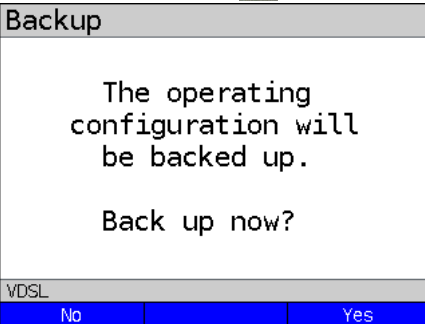 Backup
The operating
configuration will
be backed up.
Back up now?
VDSL
No Yes